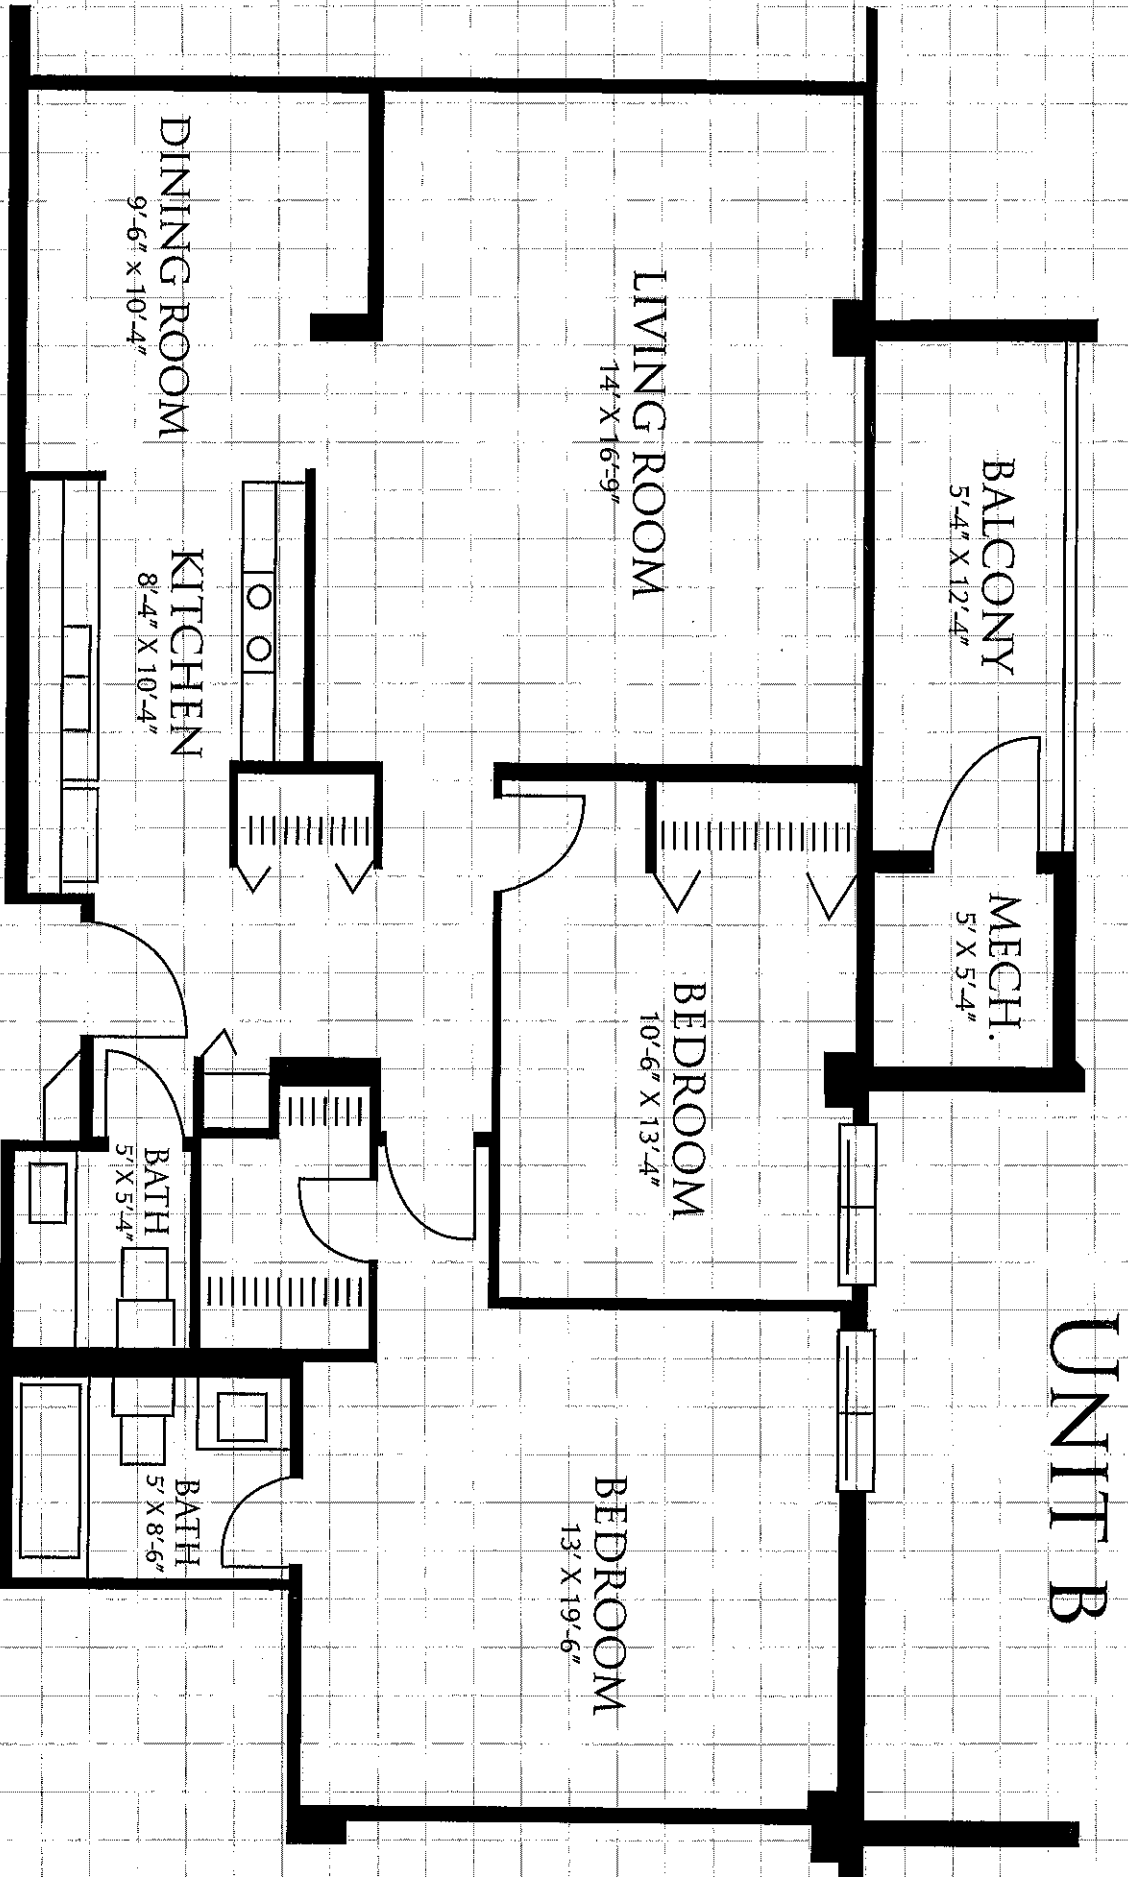 UNIT B
BALCONY
5'-4" X 12'-4"
MECH.
5' X 5'-4"
LIVING ROOM
14' X 16'-9"
BEDROOM
10'-6" X 13'-4"
BEDROOM
13' X 19'-6"
DINING ROOM
9'-6" x 10'-4"
KITCHEN
8'-4" X 10'-4"
BATH
5' X 5'-4"
BATH
5' X 8'-6"